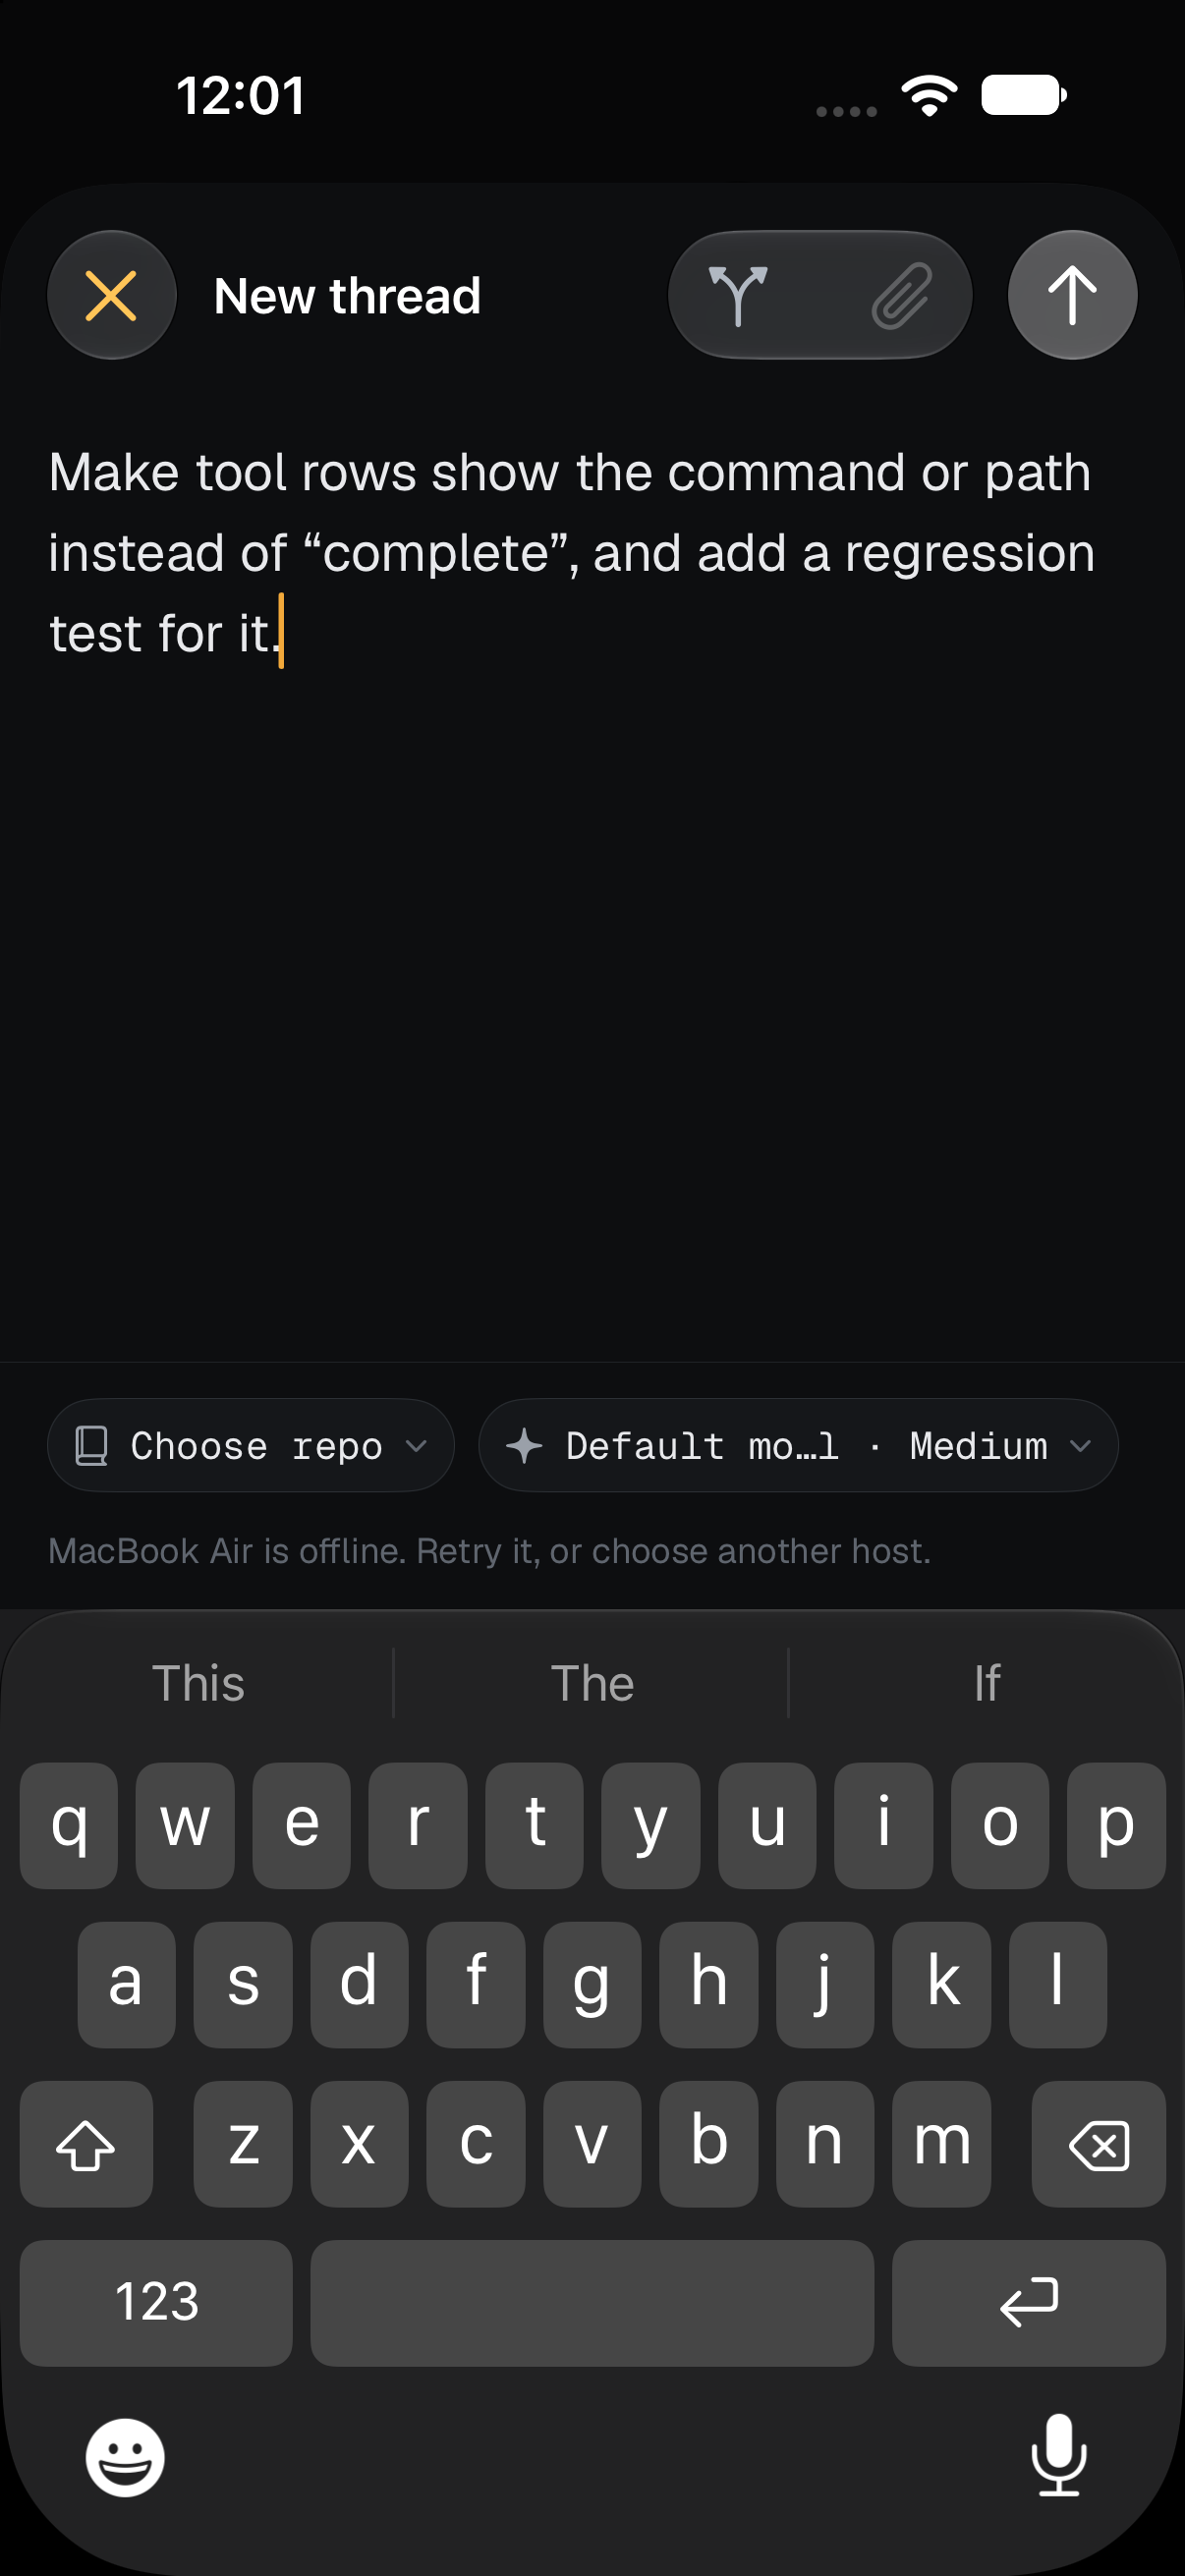 12:01
New thread
Make tool rows show the command or path
instead of “complete”, and add a regression
test for it.
Choose repo
Default mo…l · Medium
MacBook Air is offline. Retry it, or choose another host.
This
The
If
q w e r t y u i o p
a s d f g h j k l
z x c v b n m
123